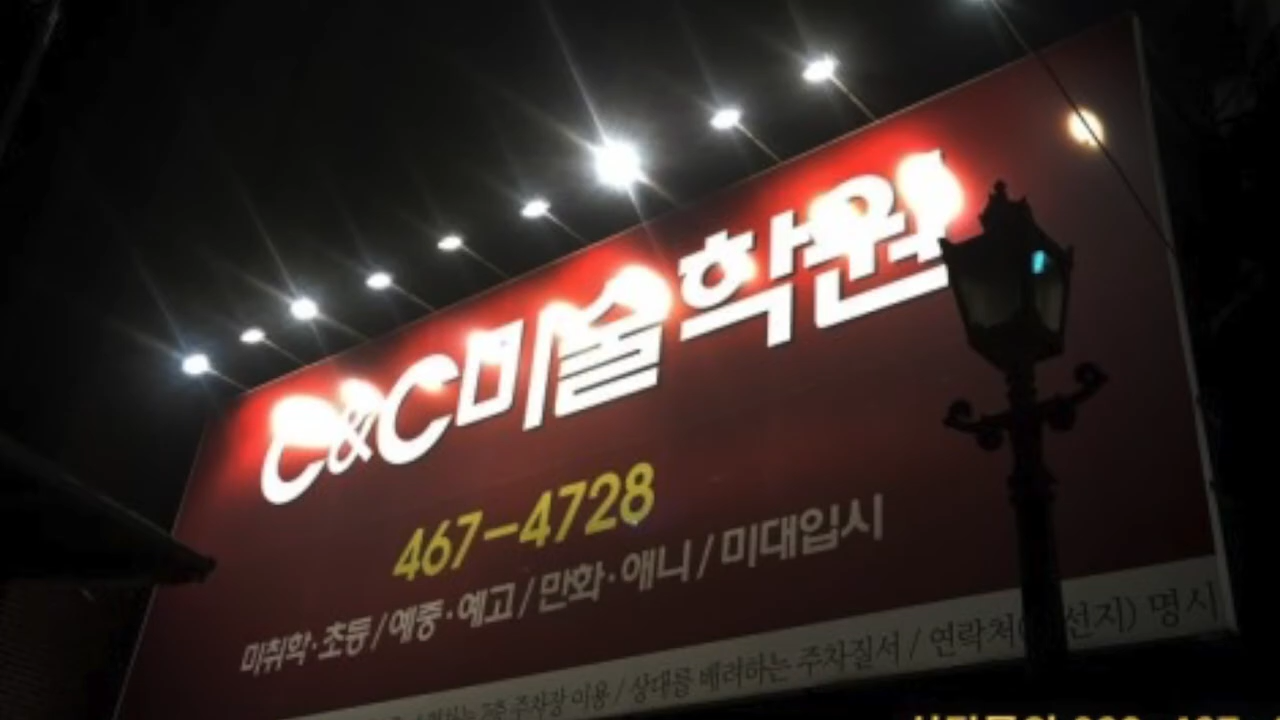 C&C미술학원
467-4728
미취학·초등/예중·예고/만화·애니/미대입시
주차장 이용/상대를 배려하는 주차질서/연락처( 선지) 명시